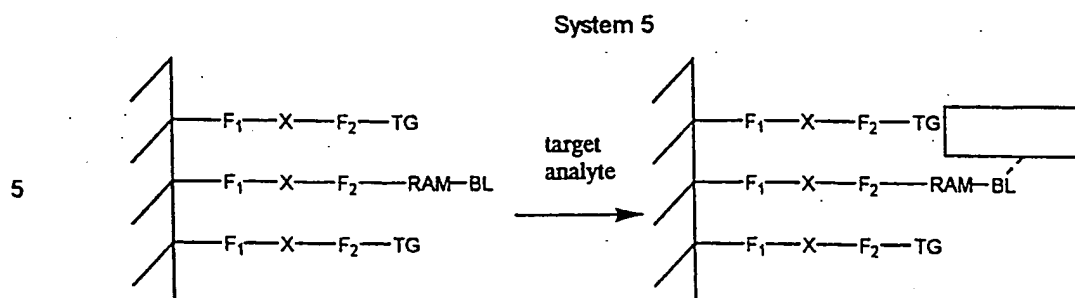 System 5
F₁—X—F₂—TG
F₁—X—F₂—TG
target
analyte
5
F₁—X—F₂—RAM—BL
F₁—X—F₂—RAM—BL
F₁—X—F₂—TG
F₁—X—F₂—TG